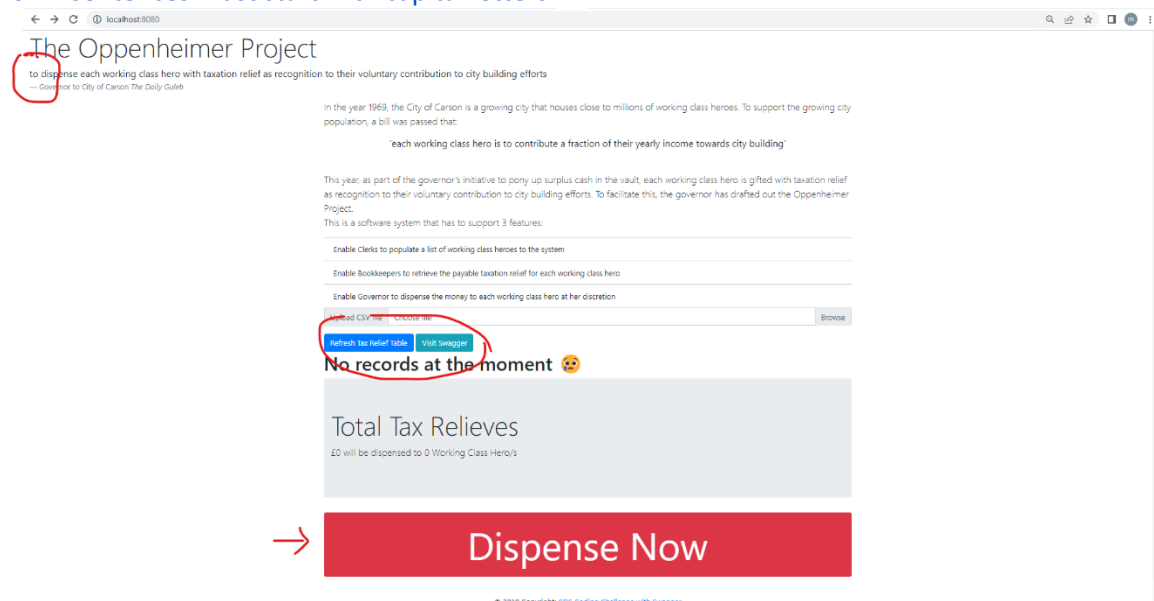 localhost:8080
The Oppenheimer Project
to dispense each working class hero with taxation relief as recognition to their voluntary contribution to city building efforts
— Governor to City of Carson The Daily Guleh
In the year 1969, the City of Carson is a growing city that houses close to millions of working class heroes. To support the growing city
population, a bill was passed that:
'each working class hero is to contribute a fraction of their yearly income towards city building'
This year, as part of the governor's initiative to pony up surplus cash in the vault, each working class hero is gifted with taxation relief
as recognition to their voluntary contribution to city building efforts. To facilitate this, the governor has drafted out the Oppenheimer
Project.
This is a software system that has to support 3 features:
Enable Clerks to populate a list of working class heroes to the system
Enable Bookkeepers to retrieve the payable taxation relief for each working class hero
Enable Governor to dispense the money to each working class hero at her discretion
Upload CSV file Choose file Browse
Refresh Tax Relief Table Visit Swagger
No records at the moment 😢
Total Tax Relieves
£0 will be dispensed to 0 Working Class Hero/s
Dispense Now